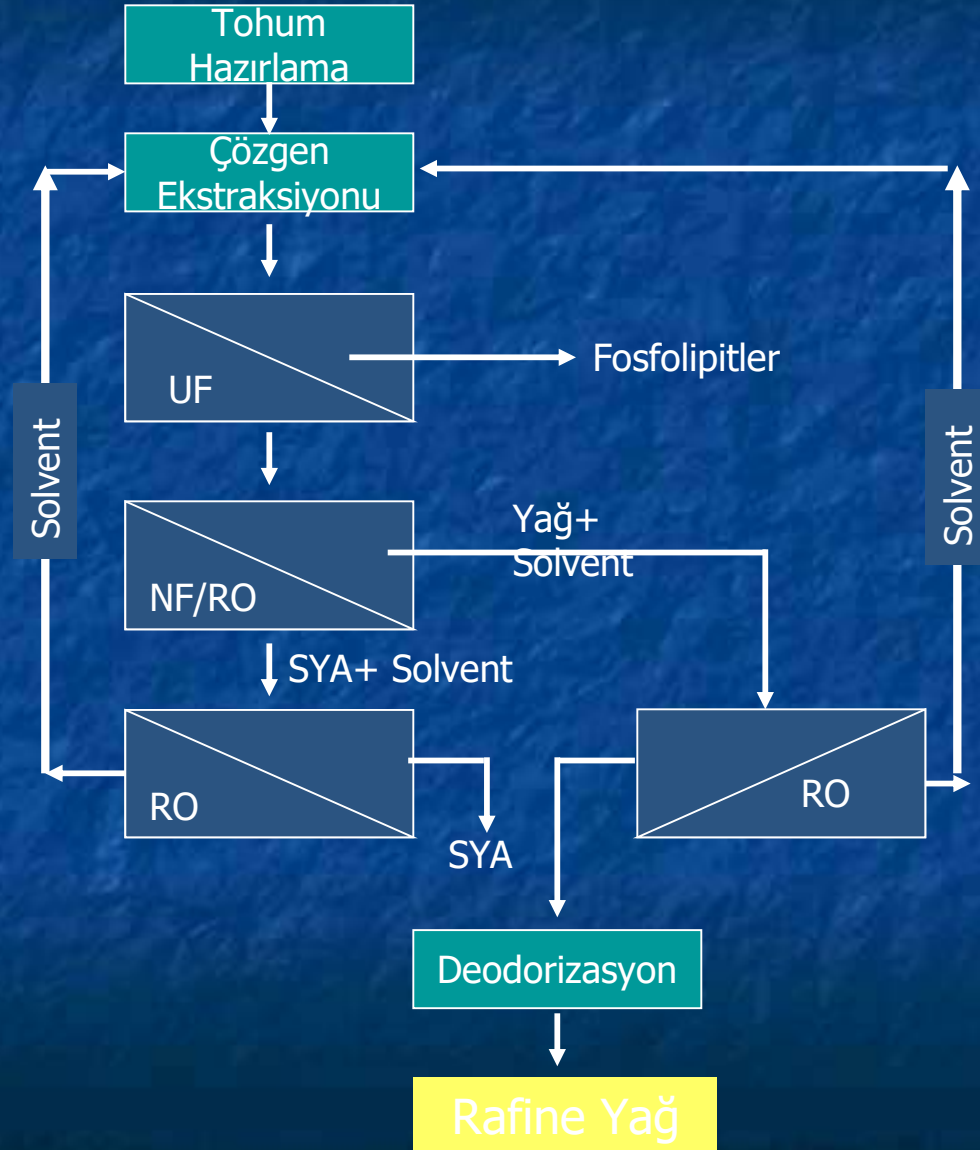 Tohum
Hazırlama
Çözgen
Ekstraksiyonu
UF
Fosfolipitler
Solvent
Solvent
NF/RO
Yağ+
Solvent
SYA+ Solvent
RO
SYA
RO
Deodorizasyon
Rafine Yağ